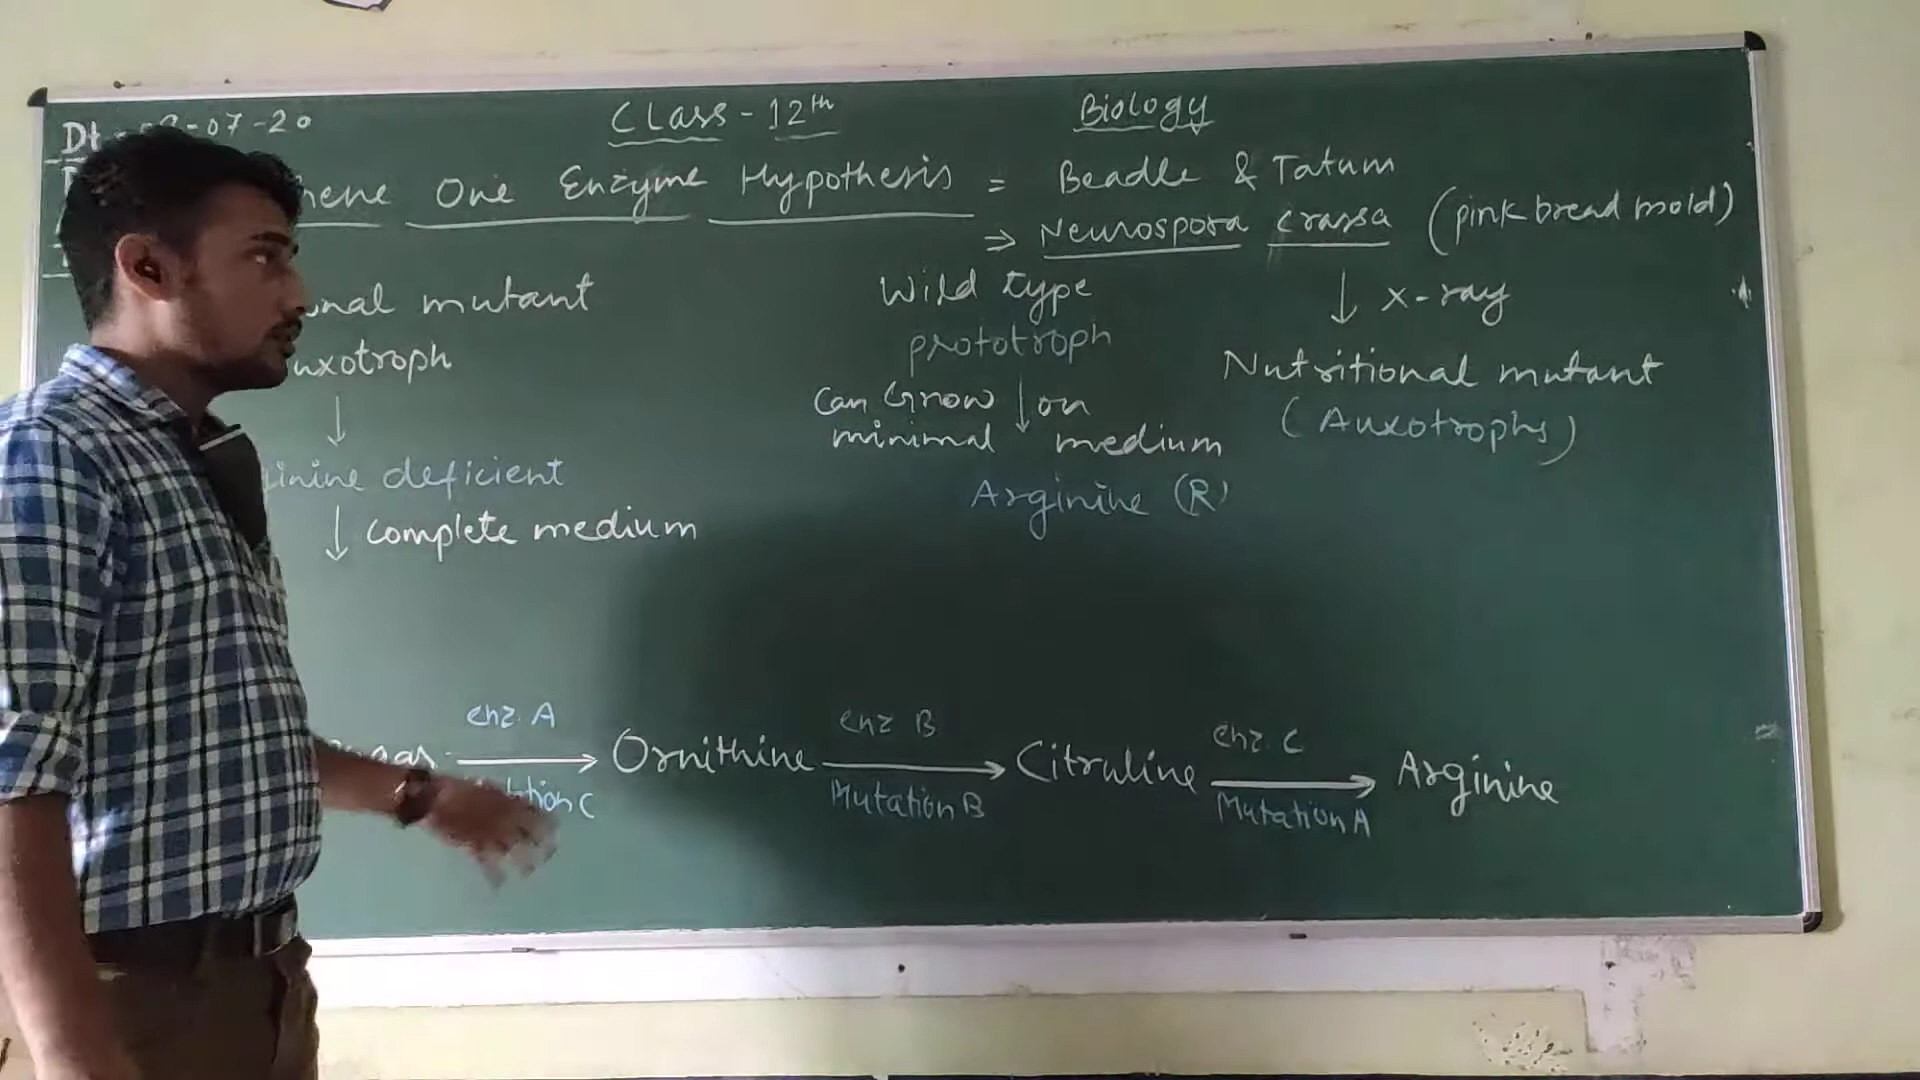 -07-20
CLass - 12th
Biology
One Enzyme Hypothesis = Beadle & Tatum
⇒ Neurospora crassa (pink bread mold)
mutant
Wild type
↓ x-ray
prototroph
Nutritional mutant
↓
Can Grow ↓ on
(Auxotrophs)
minimal medium
deficient
Arginine (R)
↓ complete medium
enz. A
enz B
enz. C
→ Ornithine → Citruline → Arginine
Mutation B
Mutation A